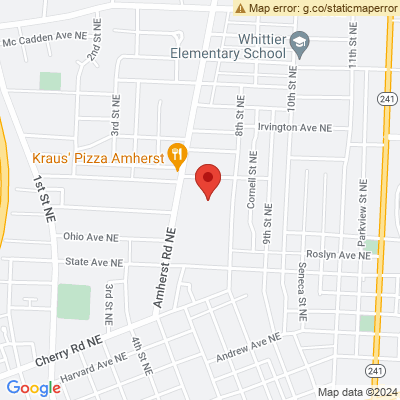 Map error: g.co/staticmaperror
Mc Cadden Ave NE
2nd St NE
Whittier
Elementary School
11th St NE
10th St NE
241
3rd St NE
8th St NE
Irvington Ave NE
Kraus' Pizza Amherst
1st St NE
Cornell St NE
Parkview St NE
9th St NE
Amherst Rd NE
Ohio Ave NE
State Ave NE
Roslyn Ave NE
Seneca St NE
3rd St NE
4th St NE
Cherry Rd NE
Harvard Ave NE
Andrew Ave NE
241
Google
Map data ©2024